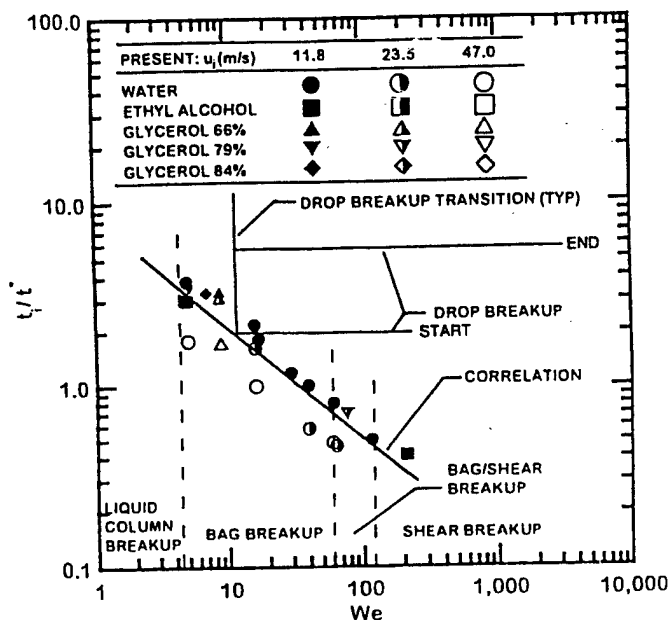 100.0
PRESENT: uj(m/s) 11.8 23.5 47.0
WATER
ETHYL ALCOHOL
GLYCEROL 66%
GLYCEROL 79%
GLYCEROL 84%
DROP BREAKUP TRANSITION (TYP)
10.0
END
DROP BREAKUP
START
ti/t*
1.0
CORRELATION
BAG/SHEAR
BREAKUP
LIQUID
COLUMN
BREAKUP
BAG BREAKUP
SHEAR BREAKUP
0.1
1 10 100 1,000 10,000
We